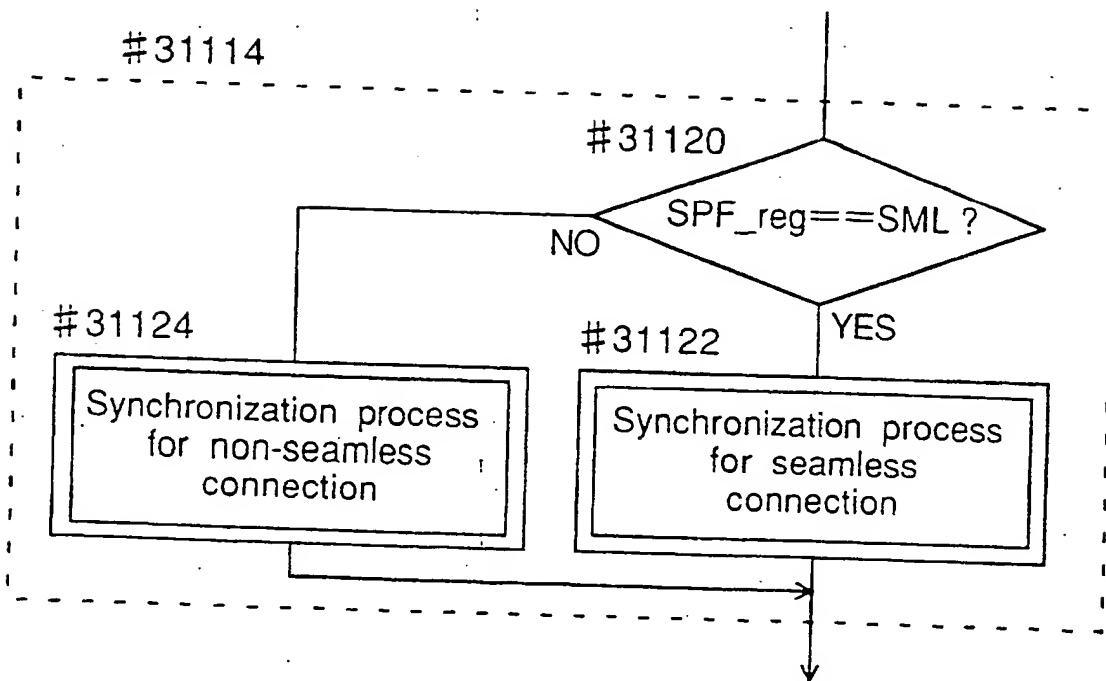 #31114
#31120
SPF_reg==SML ?
NO
YES
#31124
#31122
Synchronization process
for non-seamless
connection
Synchronization process
for seamless
connection